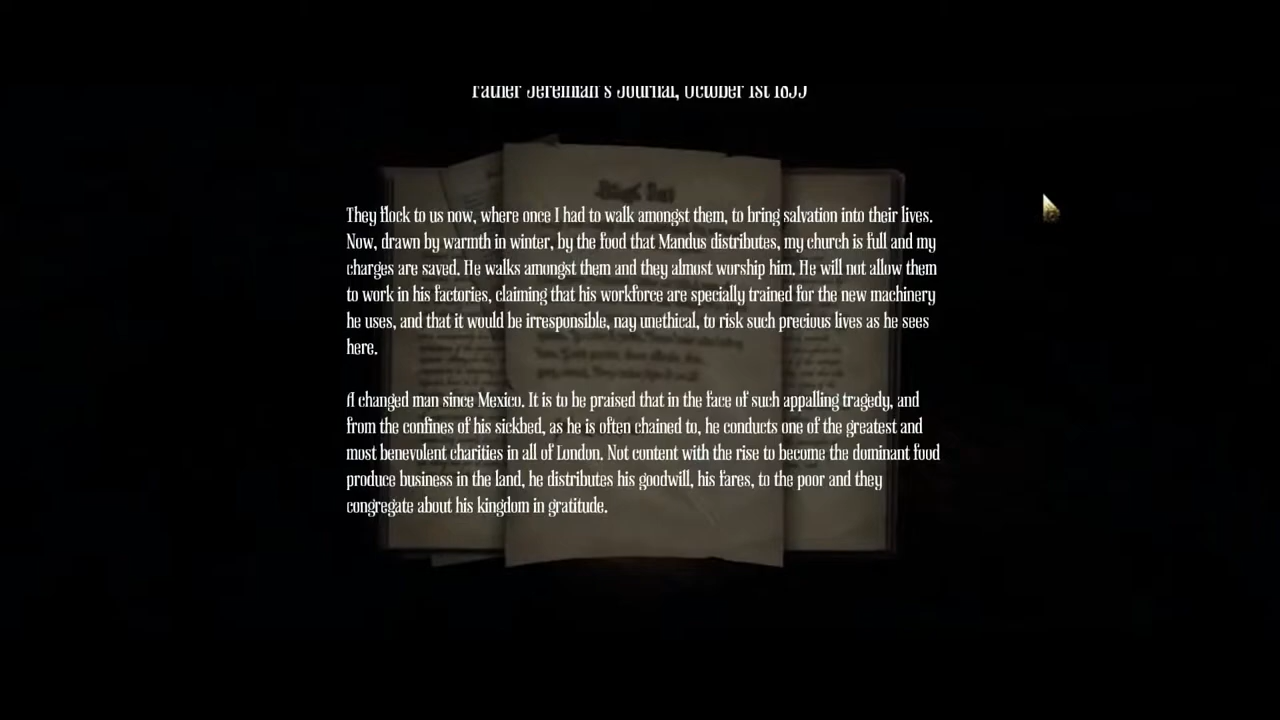 Father Jeremiah's Journal, October 1st 1899
They flock to us now, where once I had to walk amongst them, to bring salvation into their lives.
Now, drawn by warmth in winter, by the food that Mandus distributes, my church is full and my
charges are saved. He walks amongst them and they almost worship him. He will not allow them
to work in his factories, claiming that his workforce are specially trained for the new machinery
he uses, and that it would be irresponsible, nay unethical, to risk such precious lives as he sees
here.
A changed man since Mexico. It is to be praised that in the face of such appalling tragedy, and
from the confines of his sickbed, as he is often chained to, he conducts one of the greatest and
most benevolent charities in all of London. Not content with the rise to become the dominant food
produce business in the land, he distributes his goodwill, his fares, to the poor and they
congregate about his kingdom in gratitude.